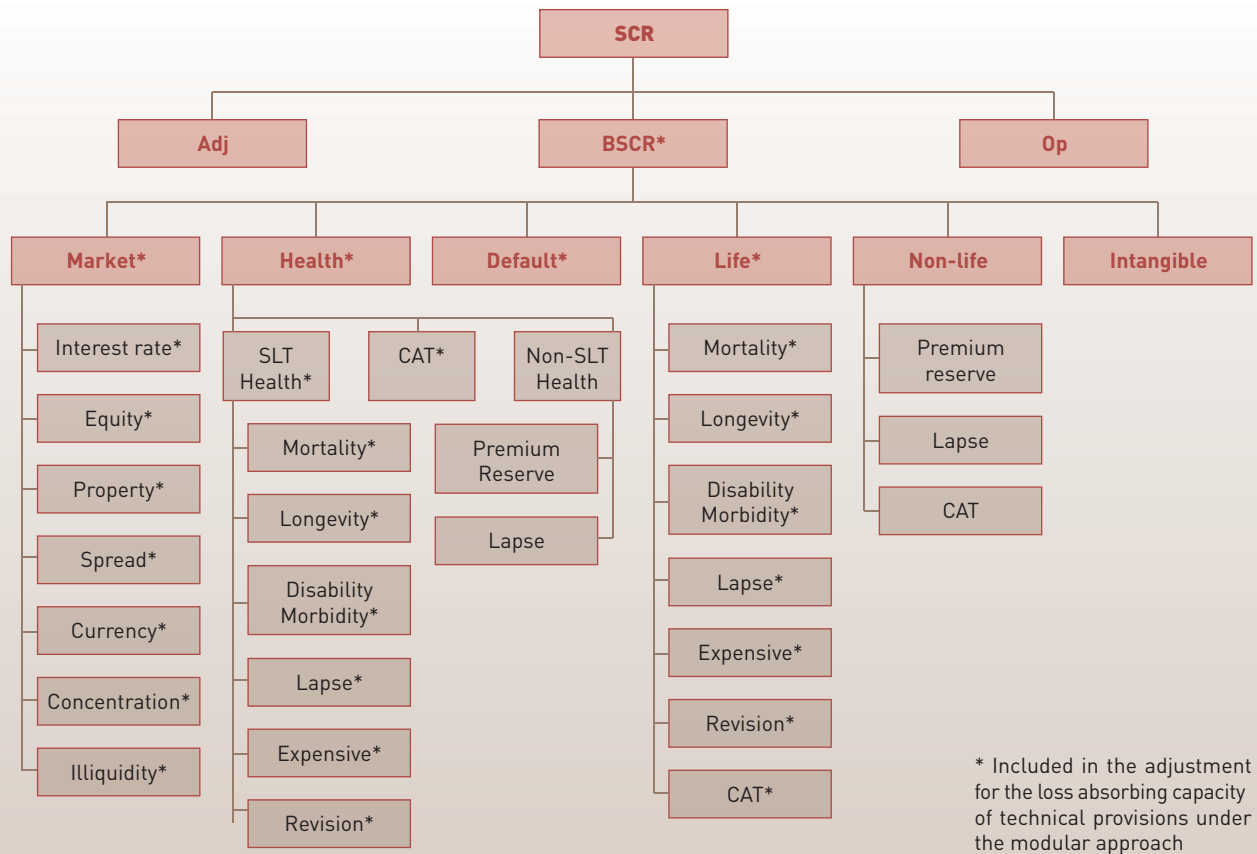 SCR
Adj
BSCR*
Op
Market*
Health*
Default*
Life*
Non-life
Intangible
Interest rate*
Equity*
Property*
Spread*
Currency*
Concentration*
Illiquidity*
SLT
Health*
CAT*
Non-SLT
Health
Mortality*
Longevity*
Disability
Morbidity*
Lapse*
Expensive*
Revision*
Premium
Reserve
Lapse
Mortality*
Longevity*
Disability
Morbidity*
Lapse*
Expensive*
Revision*
CAT*
Premium
reserve
Lapse
CAT
* Included in the adjustment
for the loss absorbing capacity
of technical provisions under
the modular approach